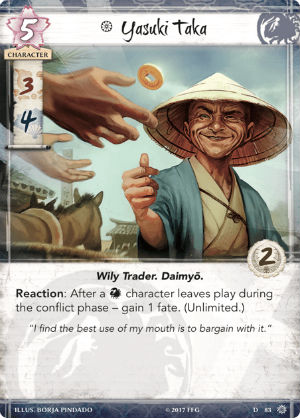 5
Yasuki Taka
CHARACTER
3
4
2
Wily Trader. Daimyō.
Reaction: After a character leaves play during
the conflict phase – gain 1 fate. (Unlimited.)
“I find the best use of my mouth is to bargain with it.”
ILLUS. BORJA PINDADO © 2017 FFG D 83